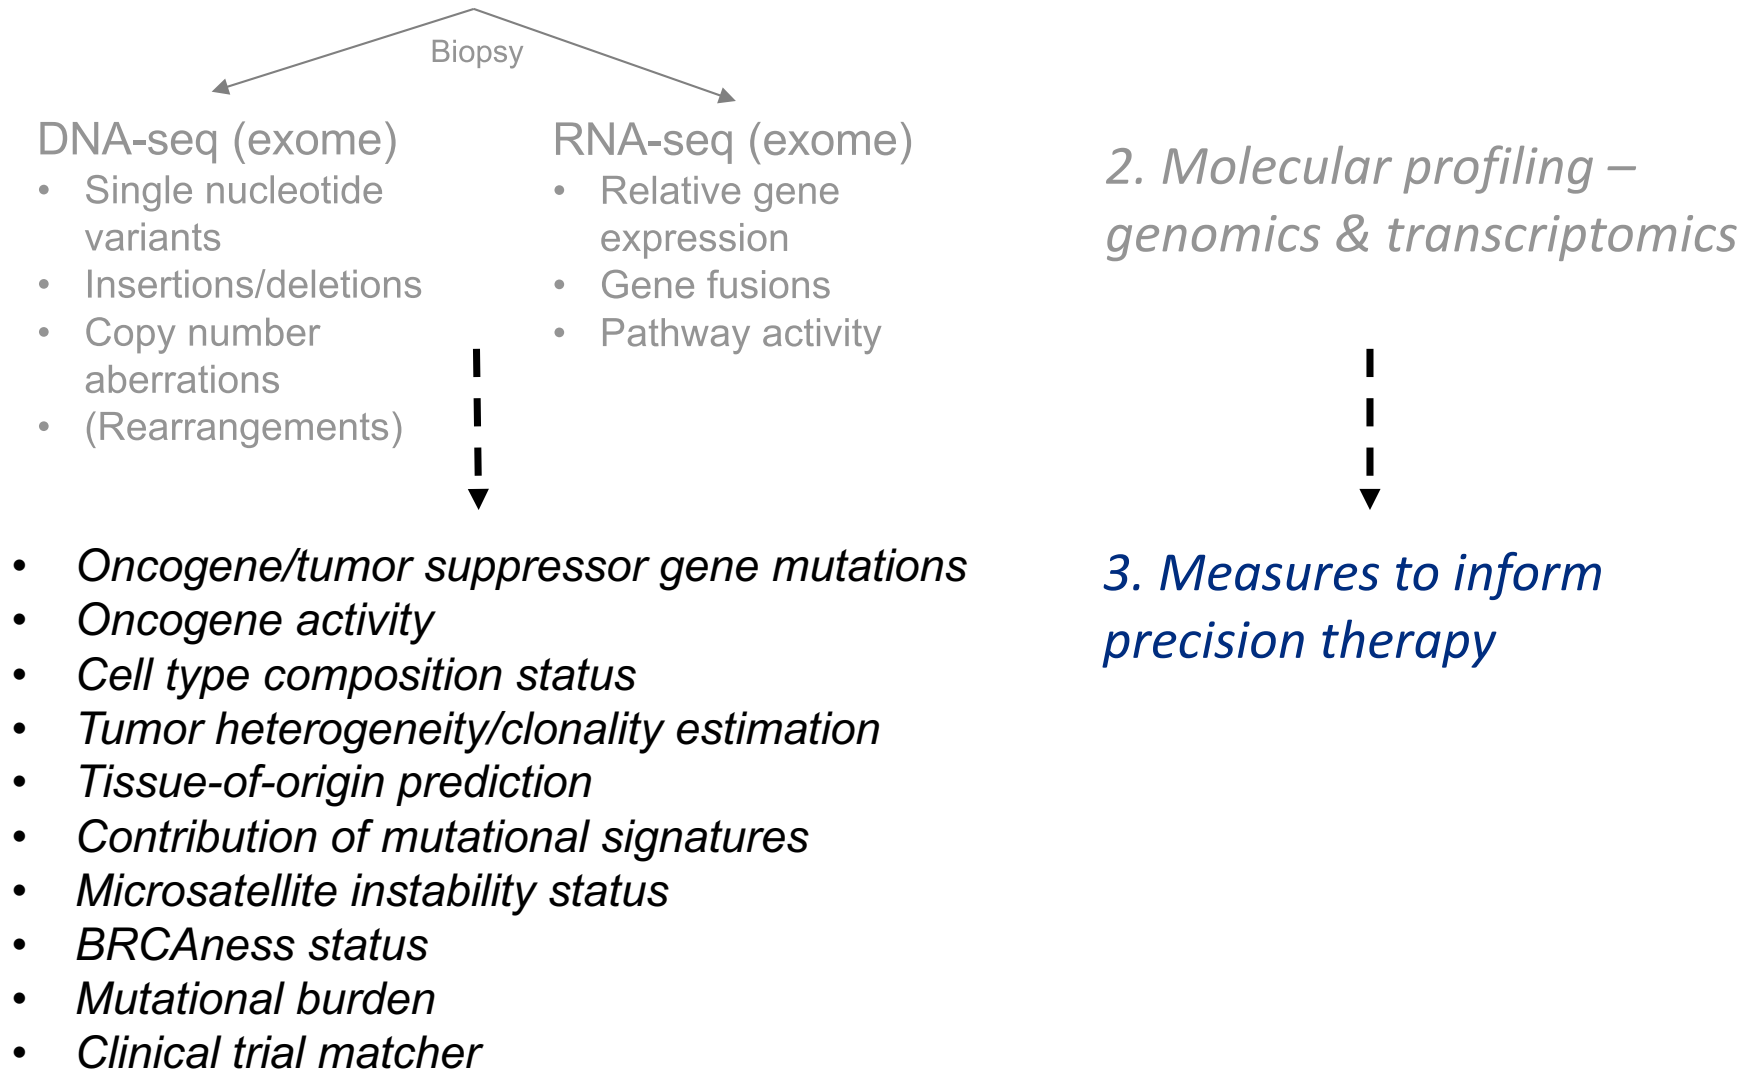 Biopsy
DNA-seq (exome)
• Single nucleotide
variants
• Insertions/deletions
• Copy number
aberrations
• (Rearrangements)
RNA-seq (exome)
• Relative gene
expression
• Gene fusions
• Pathway activity
2. Molecular profiling –
genomics & transcriptomics
• Oncogene/tumor suppressor gene mutations
• Oncogene activity
• Cell type composition status
• Tumor heterogeneity/clonality estimation
• Tissue-of-origin prediction
• Contribution of mutational signatures
• Microsatellite instability status
• BRCAness status
• Mutational burden
• Clinical trial matcher
3. Measures to inform
precision therapy